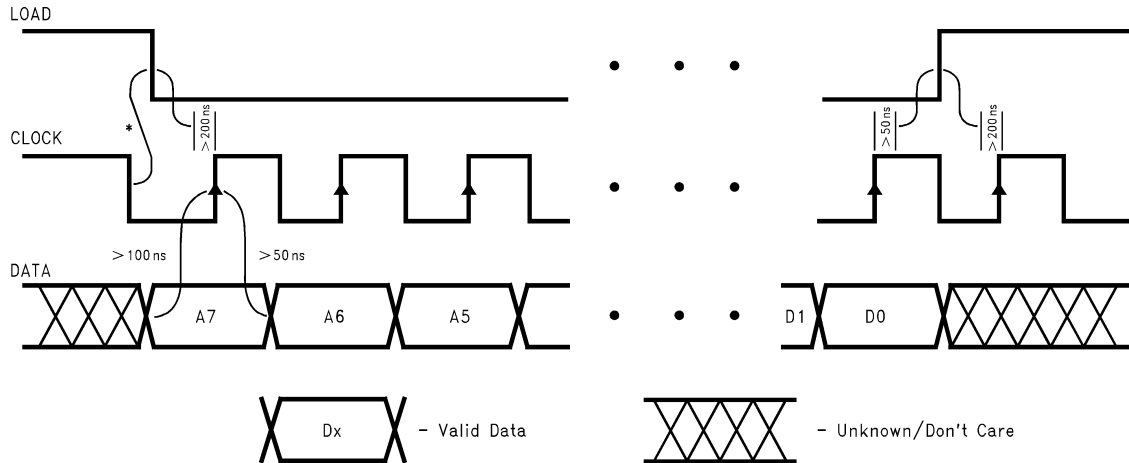 LOAD
>200ns
>50ns
>200ns
*
CLOCK
>100ns
>50ns
DATA
A7
A6
A5
D1
D0
Dx
- Valid Data
- Unknown/Don't Care